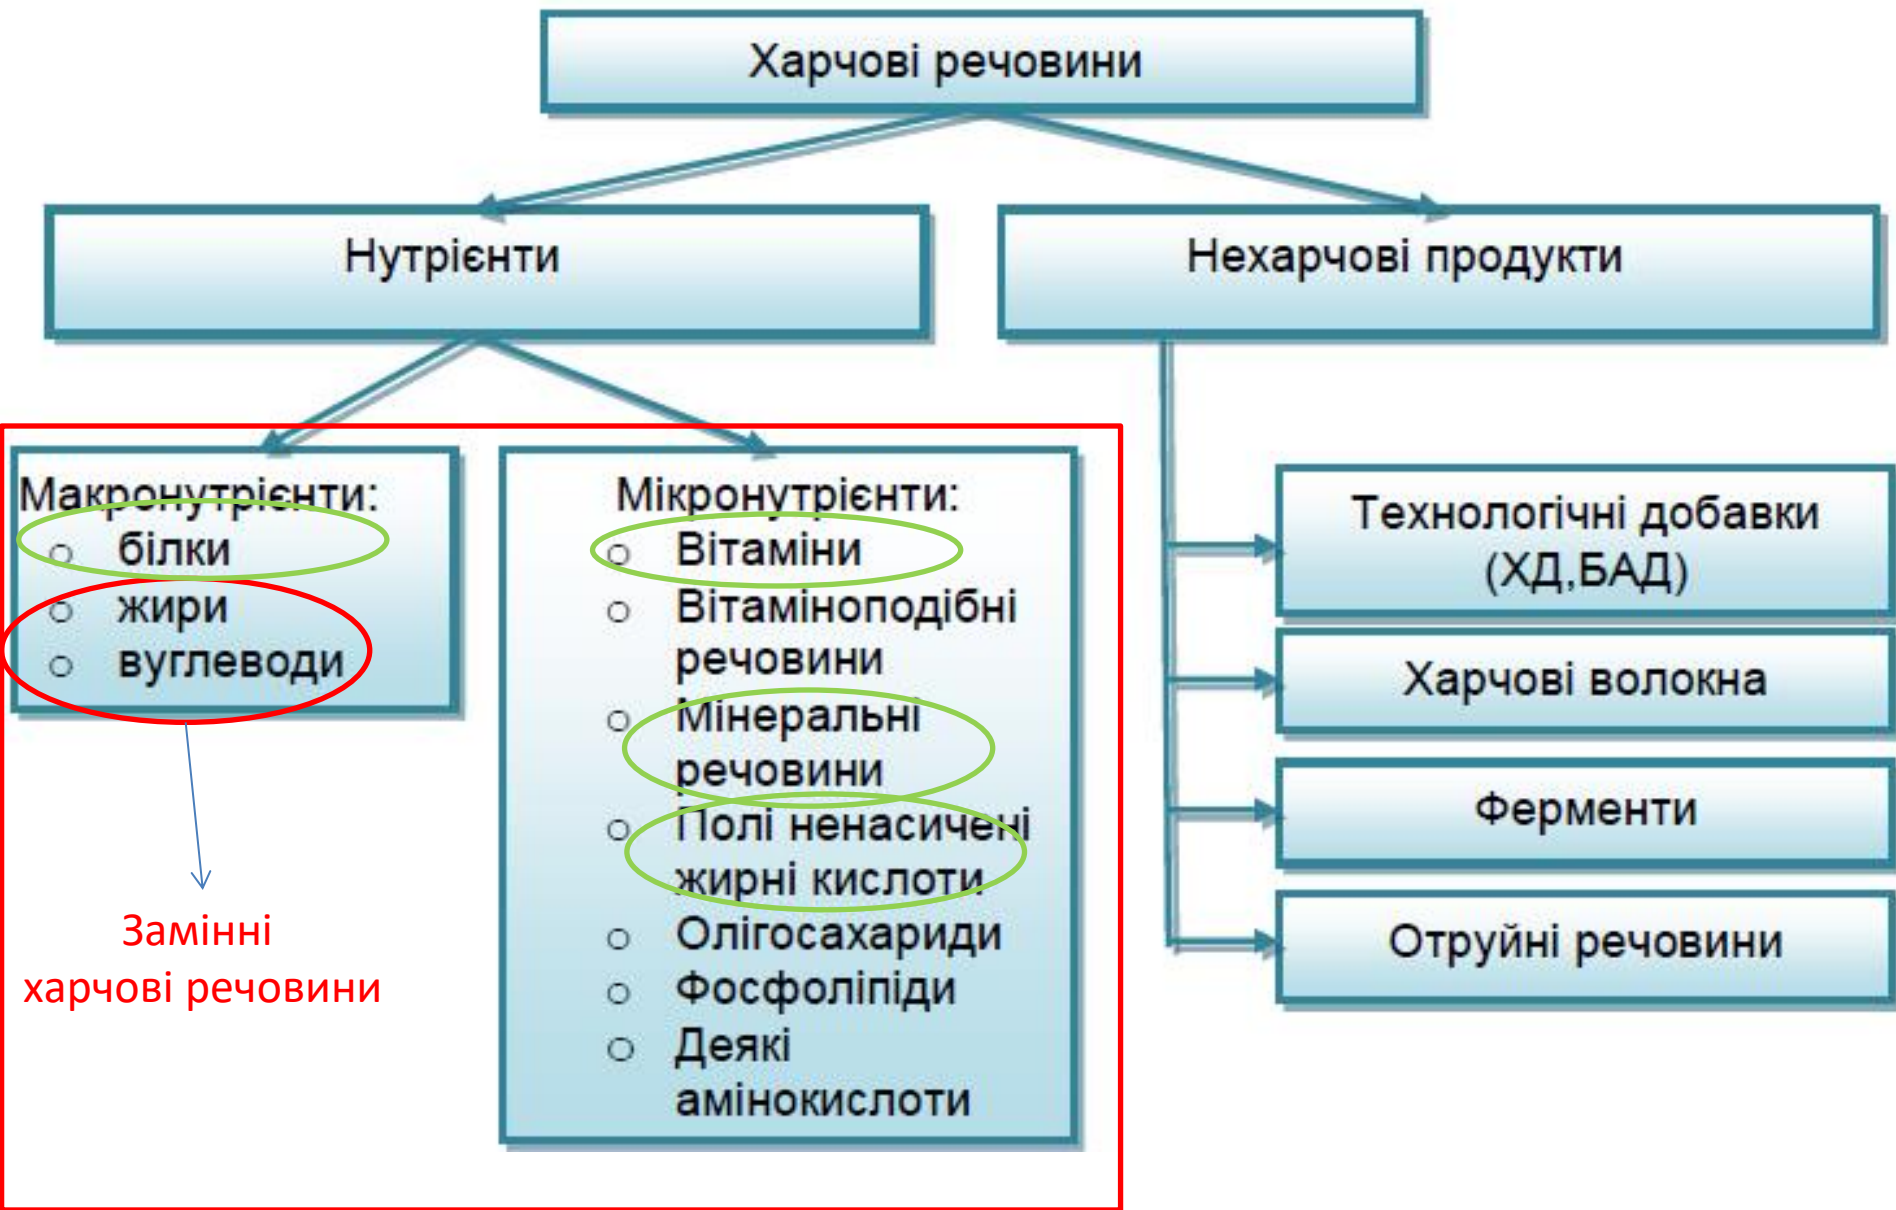 Харчові речовини
Нутрієнти
Нехарчові продукти
Макронутрієнти:
білки
жири
вуглеводи
Замінні
харчові речовини
Мікронутрієнти:
Вітаміни
Вітаміноподібні
речовини
Мінеральні
речовини
Полі ненасичені
жирні кислоти
Олігосахариди
Фосфоліпіди
Деякі
амінокислоти
Технологічні добавки
(ХД,БАД)
Харчові волокна
Ферменти
Отруйні речовини